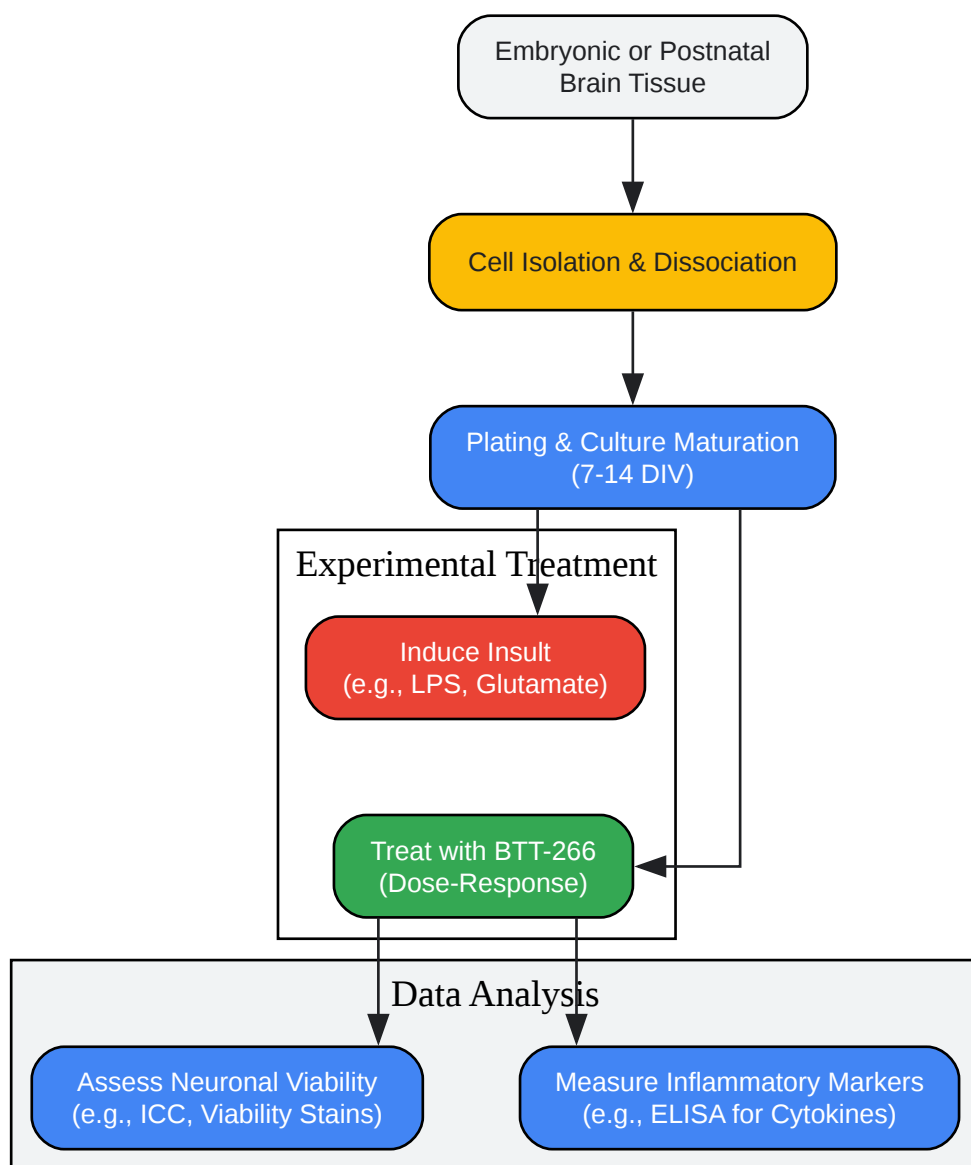 Embryonic or Postnatal
Brain Tissue
Cell Isolation & Dissociation
Plating & Culture Maturation
(7-14 DIV)
Experimental Treatment
Induce Insult
(e.g., LPS, Glutamate)
Treat with BTT-266
(Dose-Response)
Data Analysis
Assess Neuronal Viability
(e.g., ICC, Viability Stains)
Measure Inflammatory Markers
(e.g., ELISA for Cytokines)